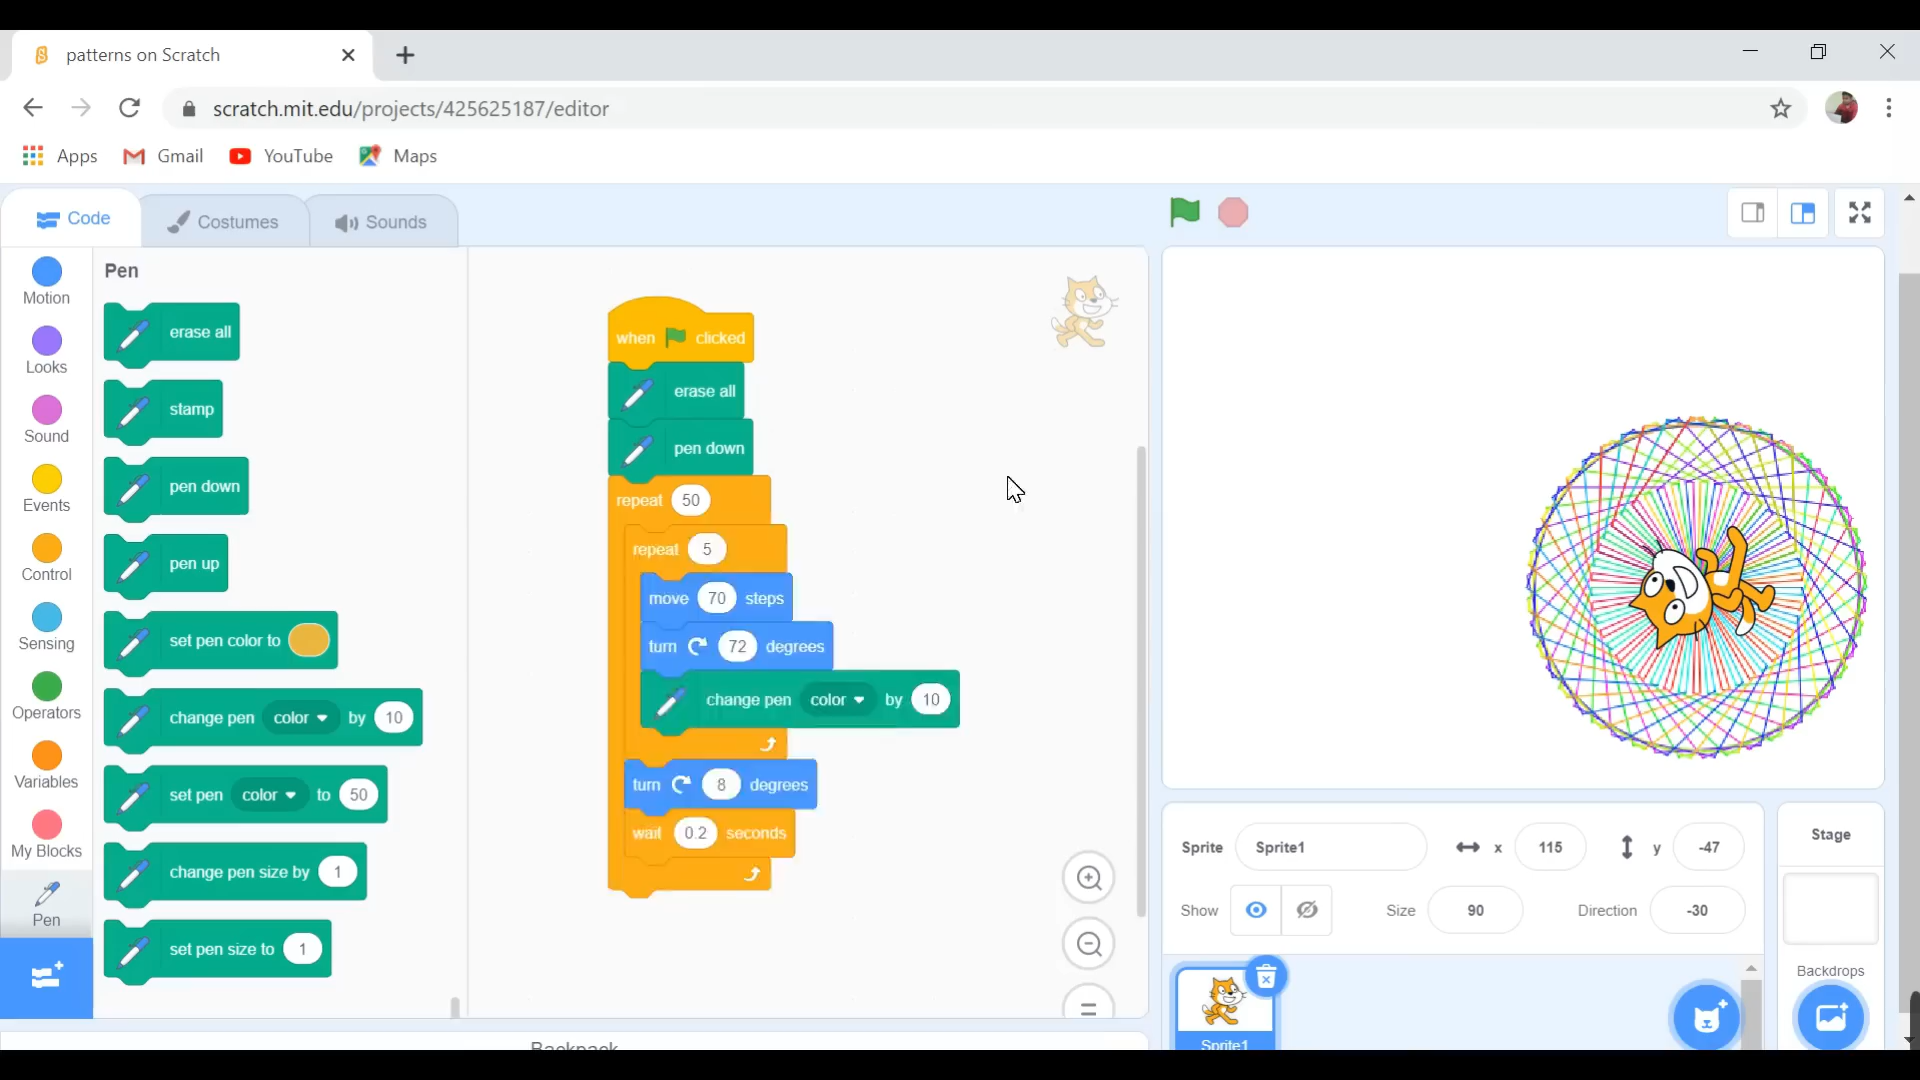 patterns on Scratch
scratch.mit.edu/projects/425625187/editor
Apps Gmail YouTube Maps
Code Costumes Sounds
Motion
Looks
Sound
Events
Control
Sensing
Operators
Variables
My Blocks
Pen
Pen
erase all
stamp
pen down
pen up
set pen color to
change pen color by 10
set pen color to 50
change pen size by 1
set pen size to 1
when clicked
erase all
pen down
repeat 50
repeat 5
move 70 steps
turn 72 degrees
change pen color by 10
turn 8 degrees
wait 0.2 seconds
Backpack
Sprite Sprite1 x 115 y -47
Show Size 90 Direction -30
Sprite1
Stage
Backdrops